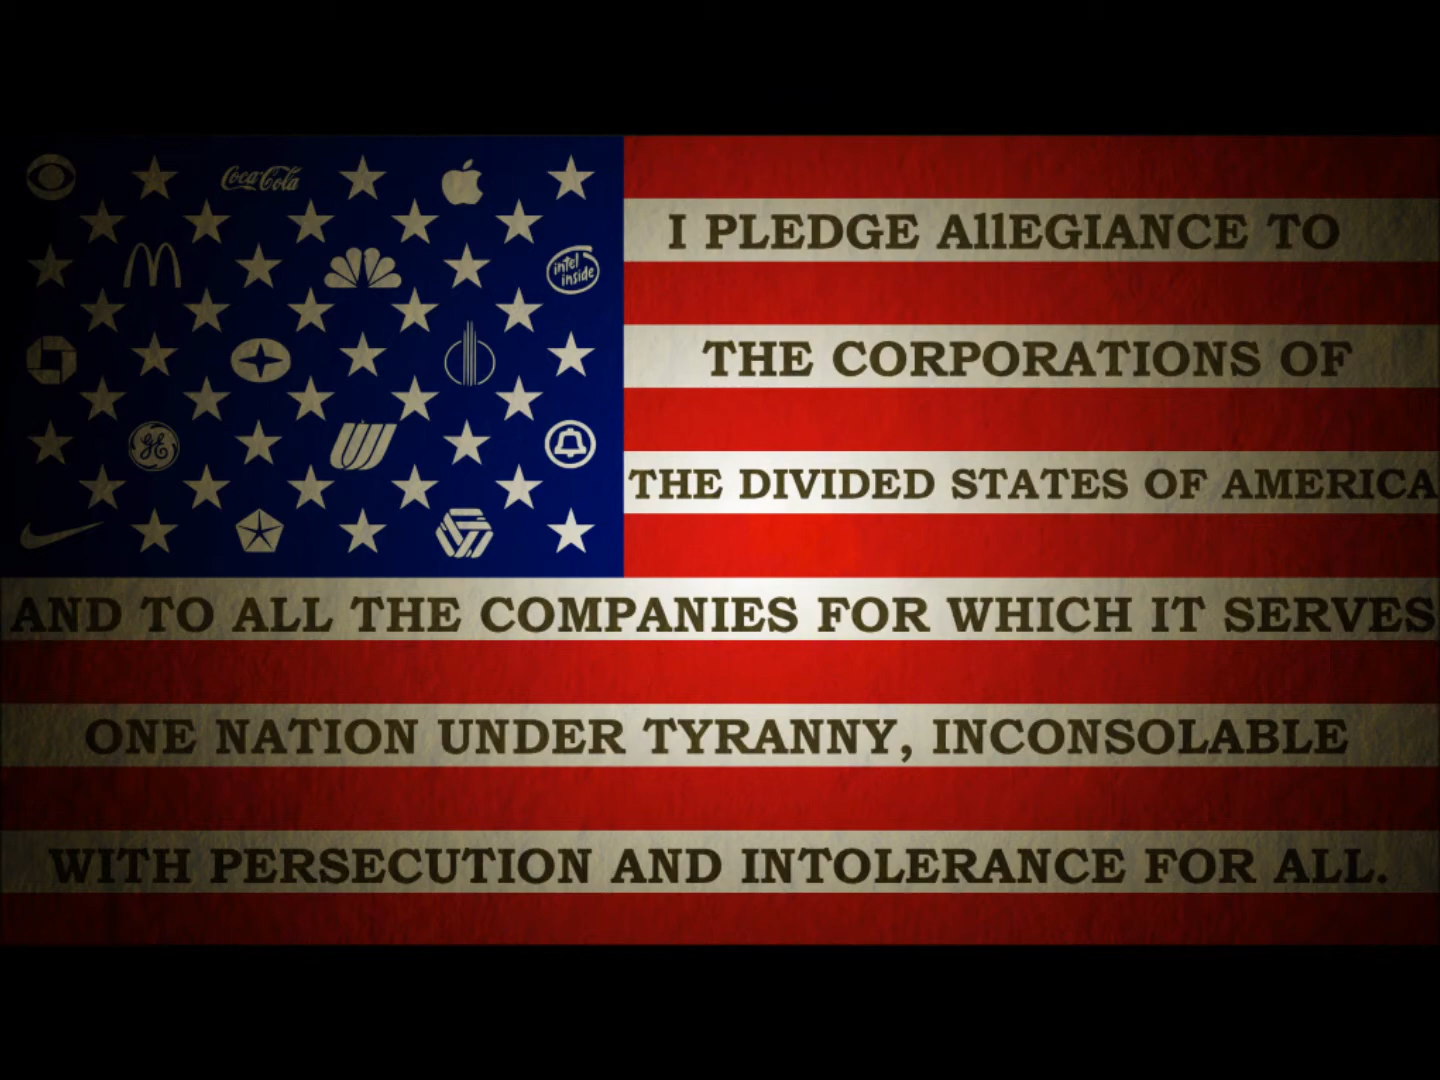 Coca-Cola
intel
inside
GE
I PLEDGE AllEGIANCE TO
THE CORPORATIONS OF
THE DIVIDED STATES OF AMERICA
AND TO ALL THE COMPANIES FOR WHICH IT SERVES
ONE NATION UNDER TYRANNY, INCONSOLABLE
WITH PERSECUTION AND INTOLERANCE FOR ALL.